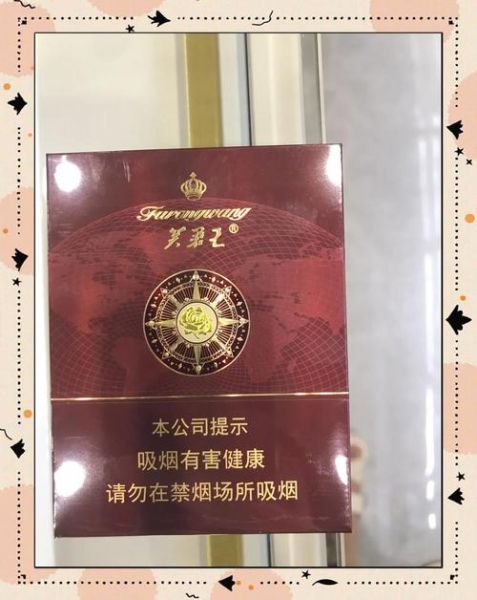 Furongwang
芙蓉王®
本公司提示
吸烟有害健康
请勿在禁烟场所吸烟